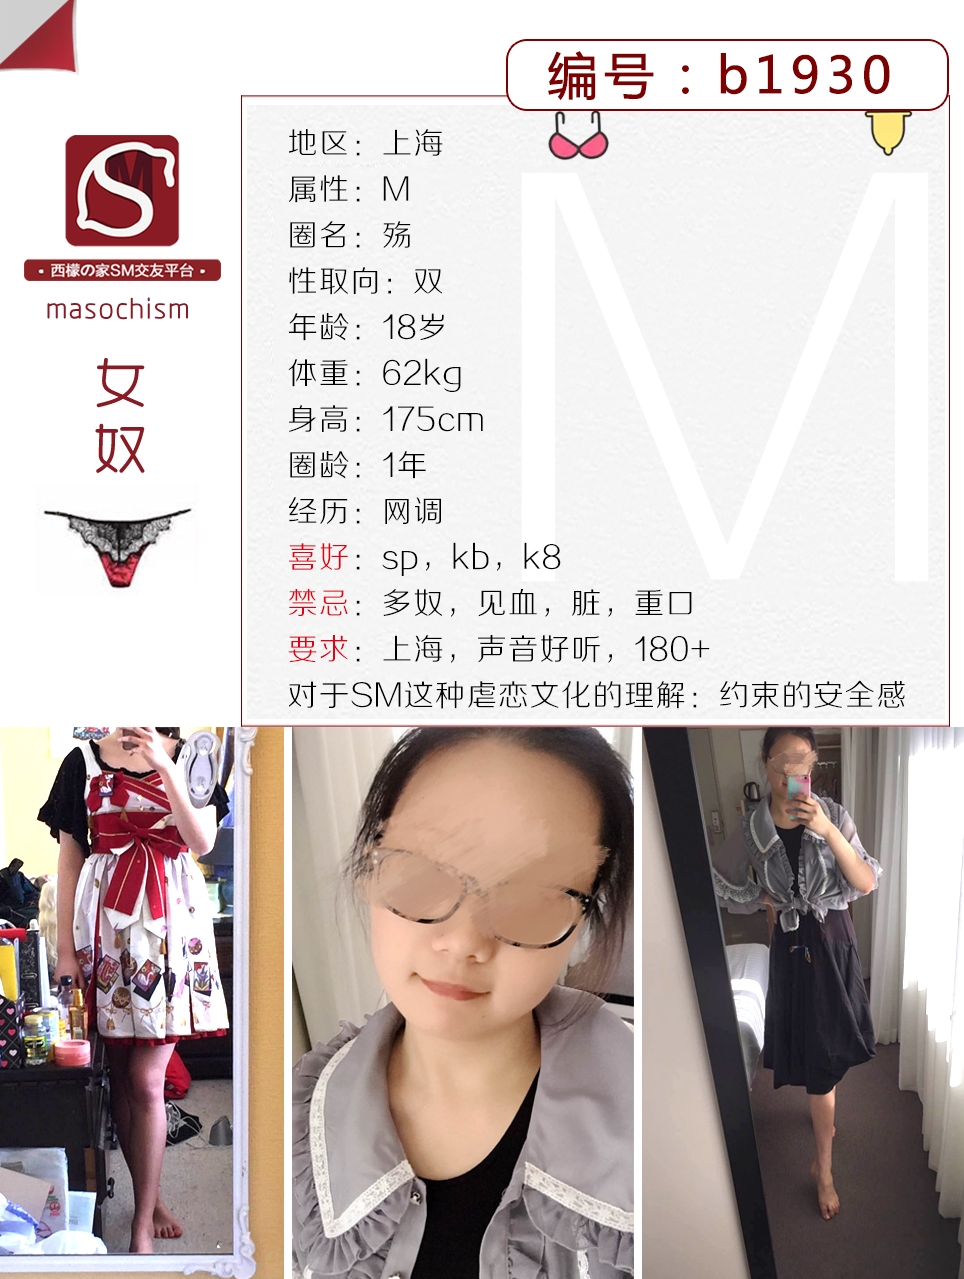 编号：b1930
地区：上海
属性：M
圈名：殇
性取向：双
年龄：18岁
体重：62kg
身高：175cm
圈龄：1年
经历：网调
喜好：sp，kb，k8
禁忌：多奴，见血，脏，重口
要求：上海，声音好听，180+
对于SM这种虐恋文化的理解：约束的安全感
SM
·西檬の家SM交友平台·
masochism
女
奴
M